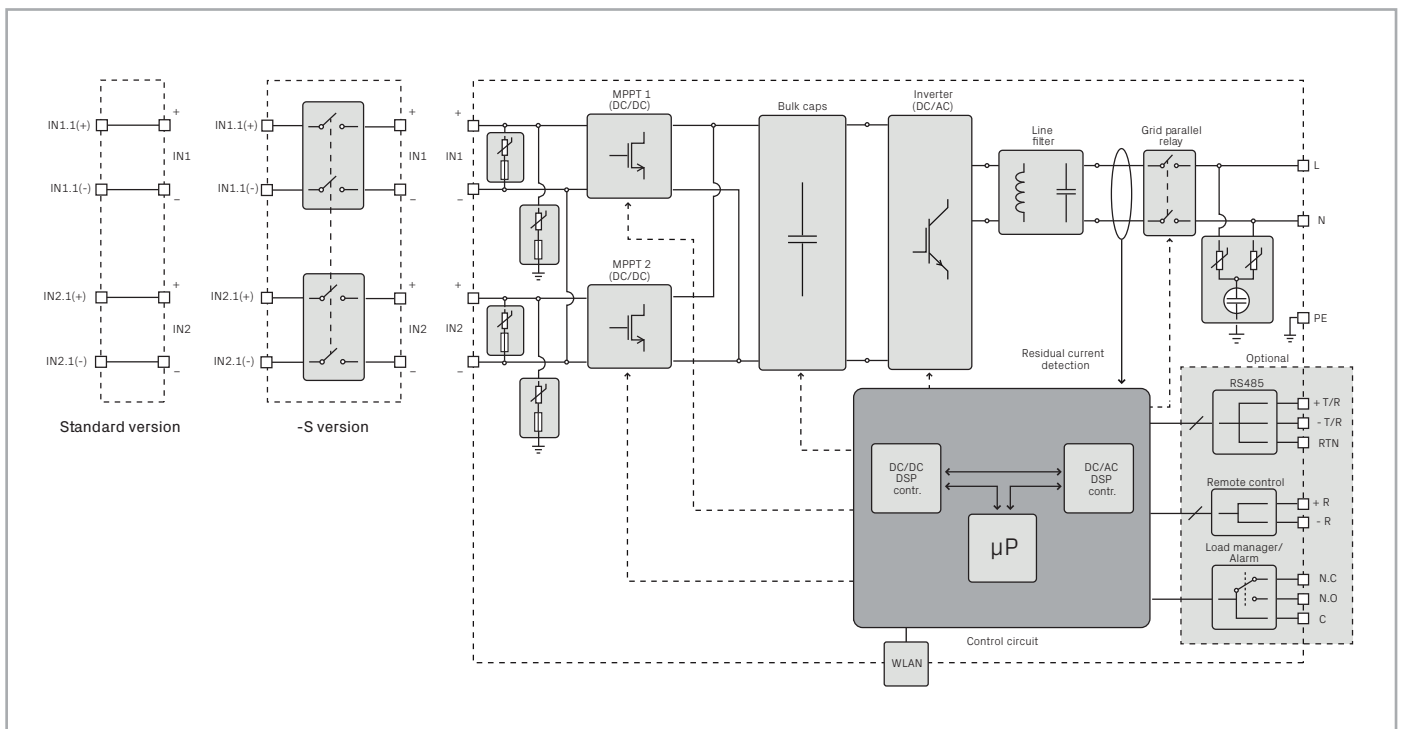 Standard version
IN1.1(+)
+
IN1
IN1.1(-)
−
IN2.1(+)
+
IN2
IN2.1(-)
−
-S version
IN1.1(+)
+
IN1
IN1.1(-)
−
IN2.1(+)
+
IN2
IN2.1(-)
−
+
IN1
−
+
IN2
−
MPPT 1
(DC/DC)
MPPT 2
(DC/DC)
Bulk caps
Inverter
(DC/AC)
Line
filter
Grid parallel
relay
L
N
PE
Residual current
detection
Optional
RS485
+ T/R
- T/R
RTN
Remote control
+ R
- R
Load manager/
Alarm
N.C
N.O
C
DC/DC
DSP
contr.
DC/AC
DSP
contr.
µP
Control circuit
WLAN